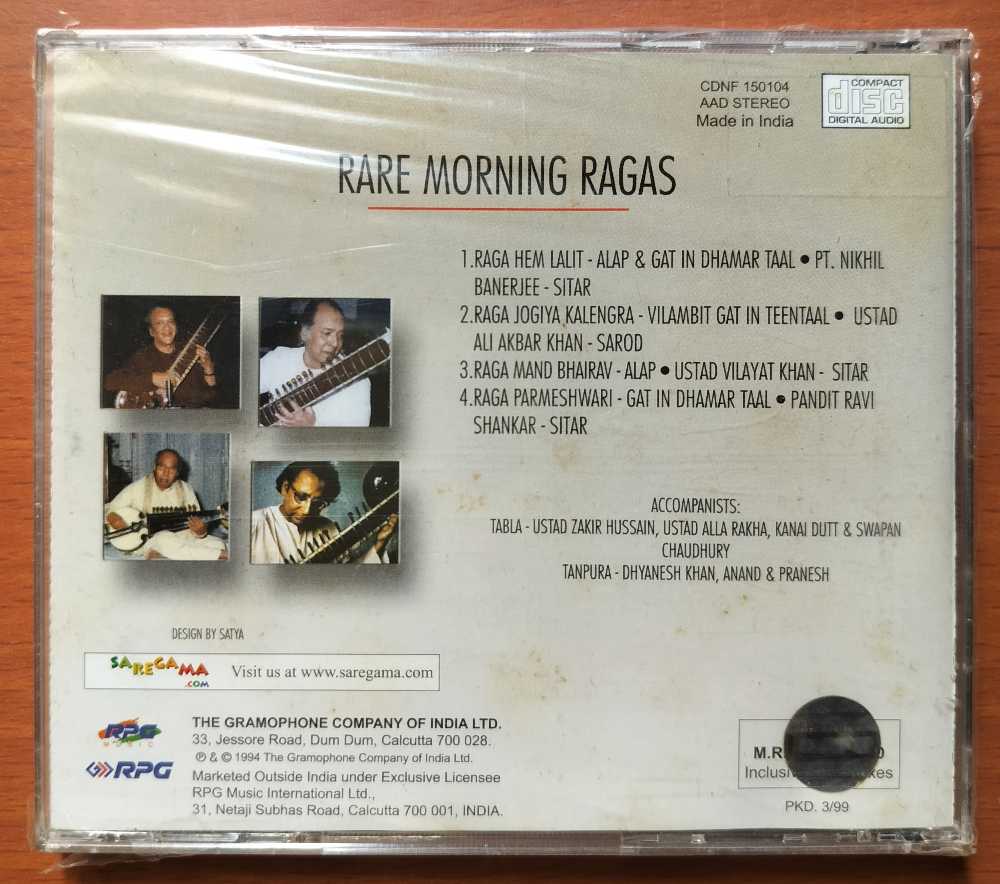 CDNF 150104
AAD STEREO
Made in India
COMPACT
disc
DIGITAL AUDIO
RARE MORNING RAGAS
1.RAGA HEM LALIT - ALAP & GAT IN DHAMAR TAAL • PT. NIKHIL
BANERJEE - SITAR
2.RAGA JOGIYA KALENGRA - VILAMBIT GAT IN TEENTAAL • USTAD
ALI AKBAR KHAN - SAROD
3.RAGA MAND BHAIRAV - ALAP • USTAD VILAYAT KHAN - SITAR
4.RAGA PARMESHWARI - GAT IN DHAMAR TAAL • PANDIT RAVI
SHANKAR - SITAR
ACCOMPANISTS:
TABLA - USTAD ZAKIR HUSSAIN, USTAD ALLA RAKHA, KANAI DUTT & SWAPAN
CHAUDHURY
TANPURA - DHYANESH KHAN, ANAND & PRANESH
DESIGN BY SATYA
SAREGAMA
.COM
Visit us at www.saregama.com
RPG
MUSIC
RPG
THE GRAMOPHONE COMPANY OF INDIA LTD.
33, Jessore Road, Dum Dum, Calcutta 700 028.
℗ & © 1994 The Gramophone Company of India Ltd.
Marketed Outside India under Exclusive Licensee
RPG Music International Ltd.,
31, Netaji Subhas Road, Calcutta 700 001, INDIA.
PKD. 3/99